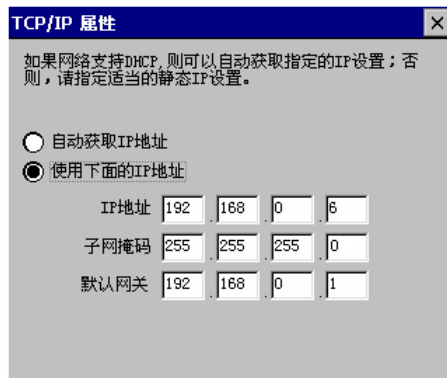 TCP/IP 属性
如果网络支持DHCP,则可以自动获取指定的IP设置；否
则，请指定适当的静态IP设置。
自动获取IP地址
使用下面的IP地址
IP地址 192 . 168 . 0 . 6
子网掩码 255 . 255 . 255 . 0
默认网关 192 . 168 . 0 . 1